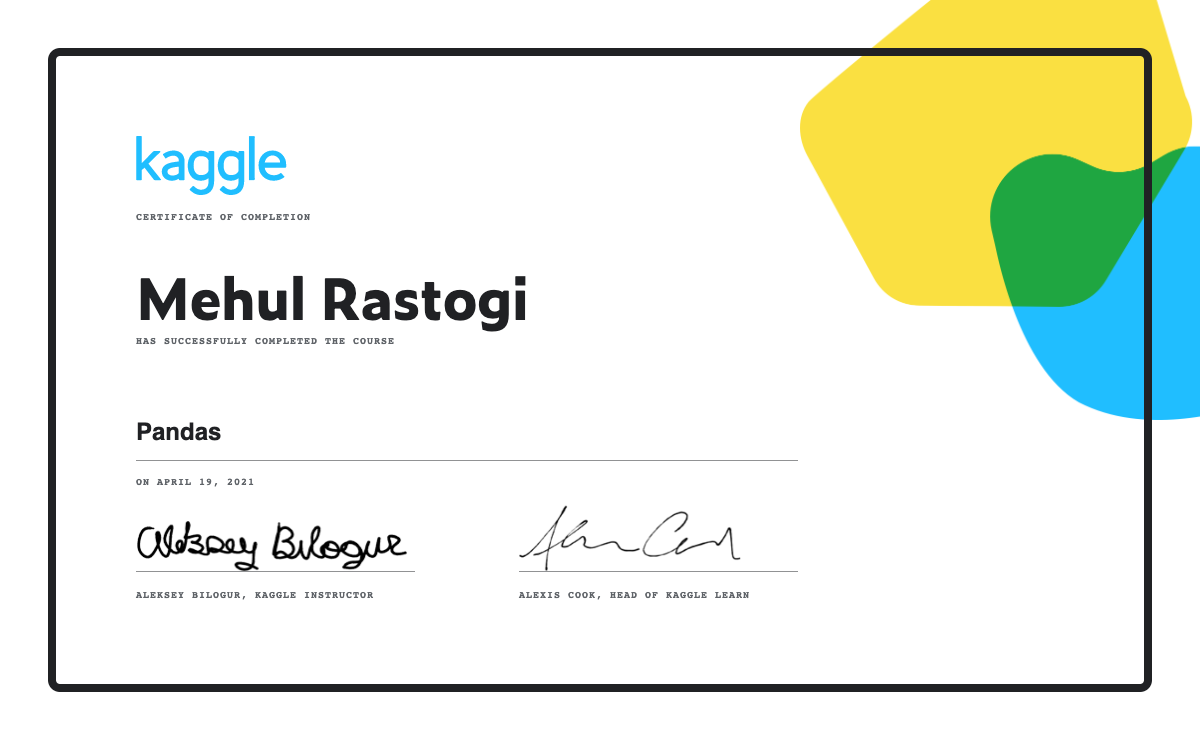 kaggle
CERTIFICATE OF COMPLETION
Mehul Rastogi
HAS SUCCESSFULLY COMPLETED THE COURSE
Pandas
ON APRIL 19, 2021
Aleksey Bilogur
ALEKSEY BILOGUR, KAGGLE INSTRUCTOR
ALEXIS COOK, HEAD OF KAGGLE LEARN